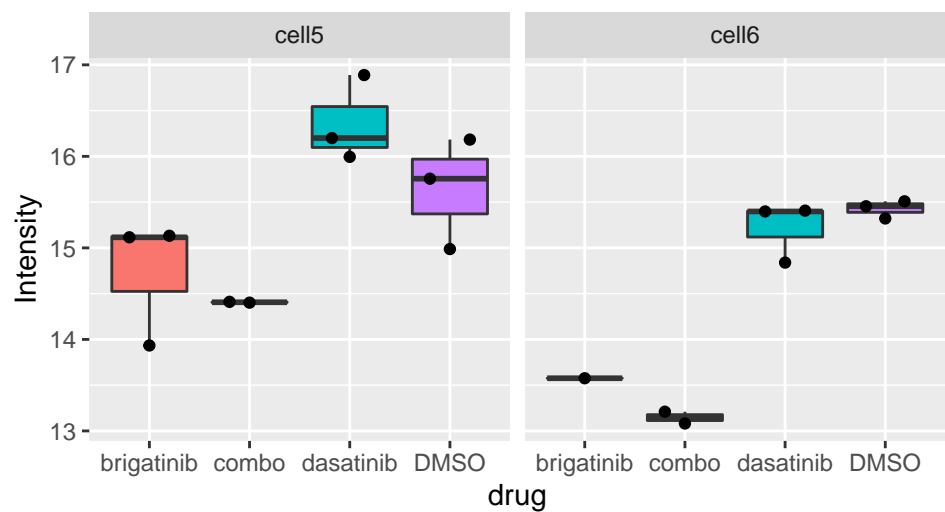 cell5 cell6
17
16
15
14
13
Intensity
brigatinib combo dasatinib DMSO brigatinib combo dasatinib DMSO
drug